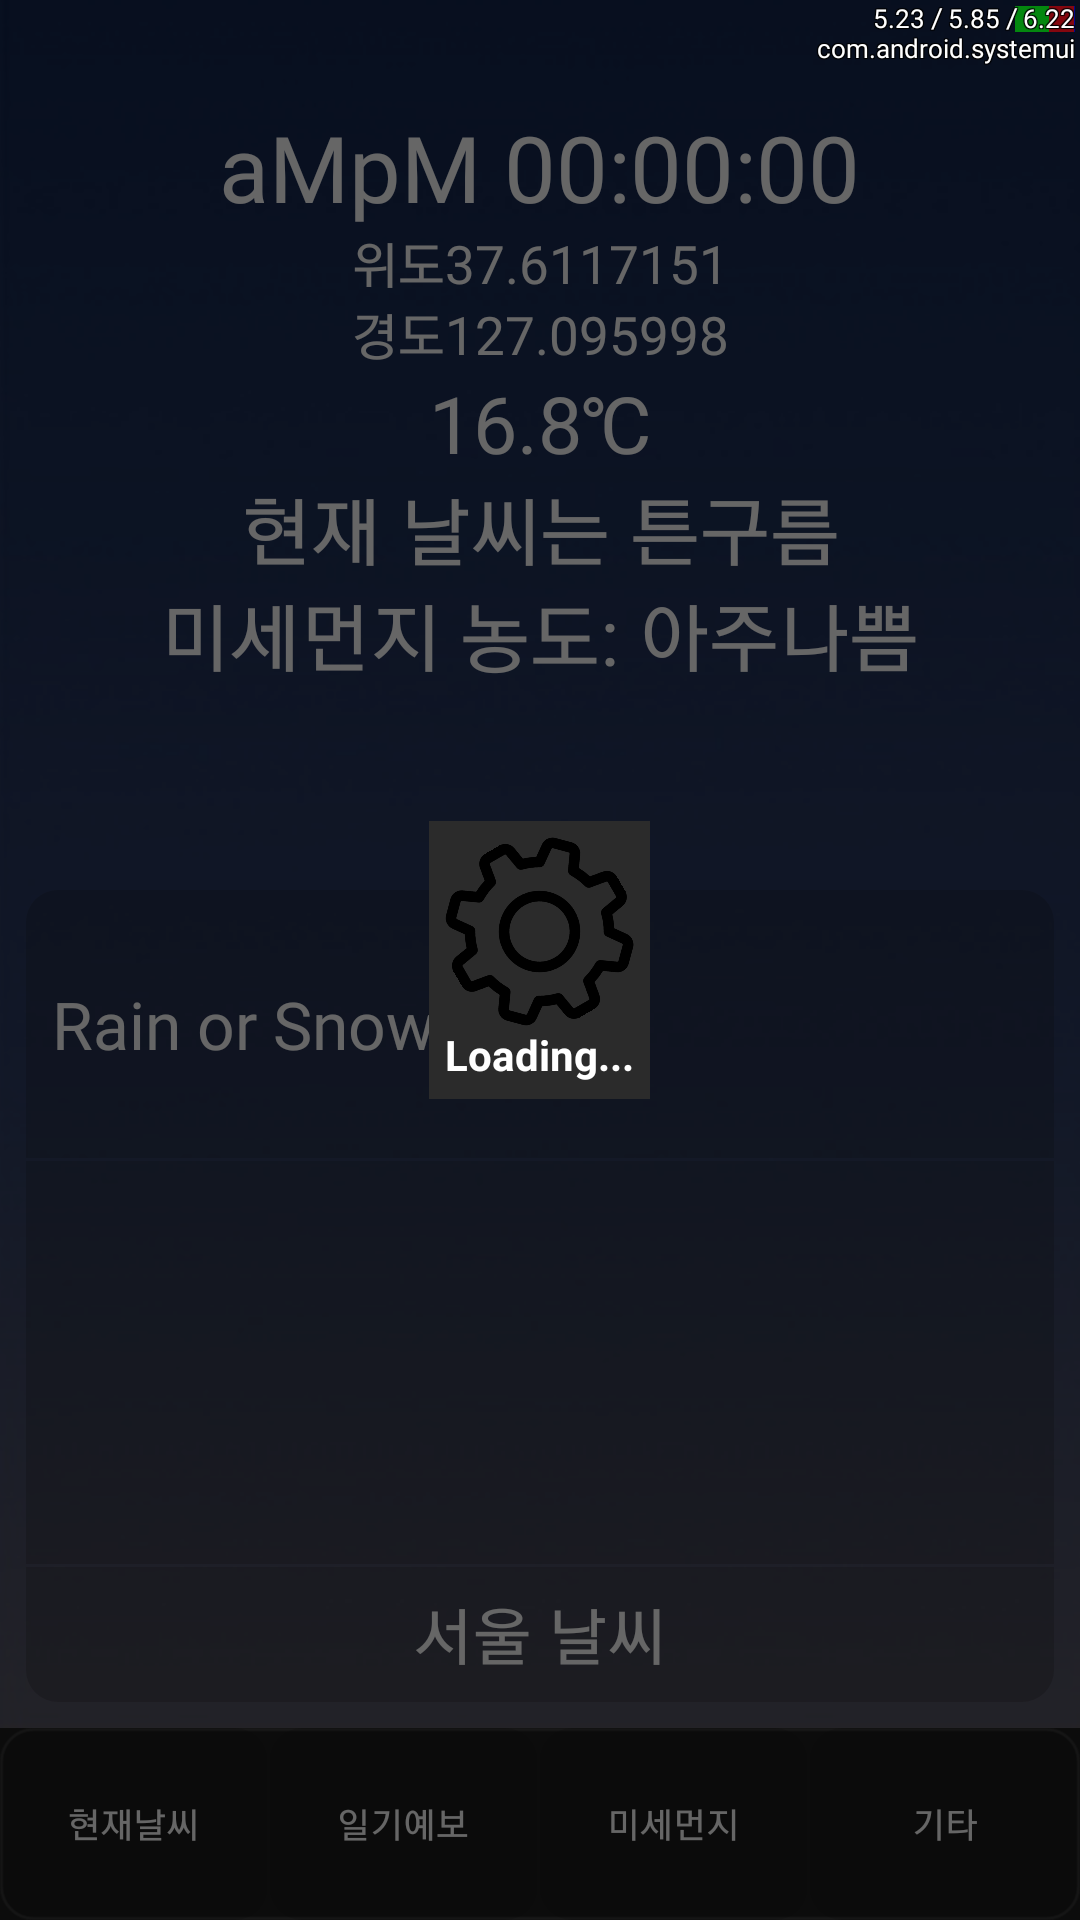 5.23 / 5.85 / 6.22
com.android.systemui
aMpM 00:00:00
위도37.6117151
경도127.095998
16.8℃
현재 날씨는 튼구름
미세먼지 농도: 아주나쁨
Rain or Snow
Loading...
서울 날씨
현재날씨
일기예보
미세먼지
기타